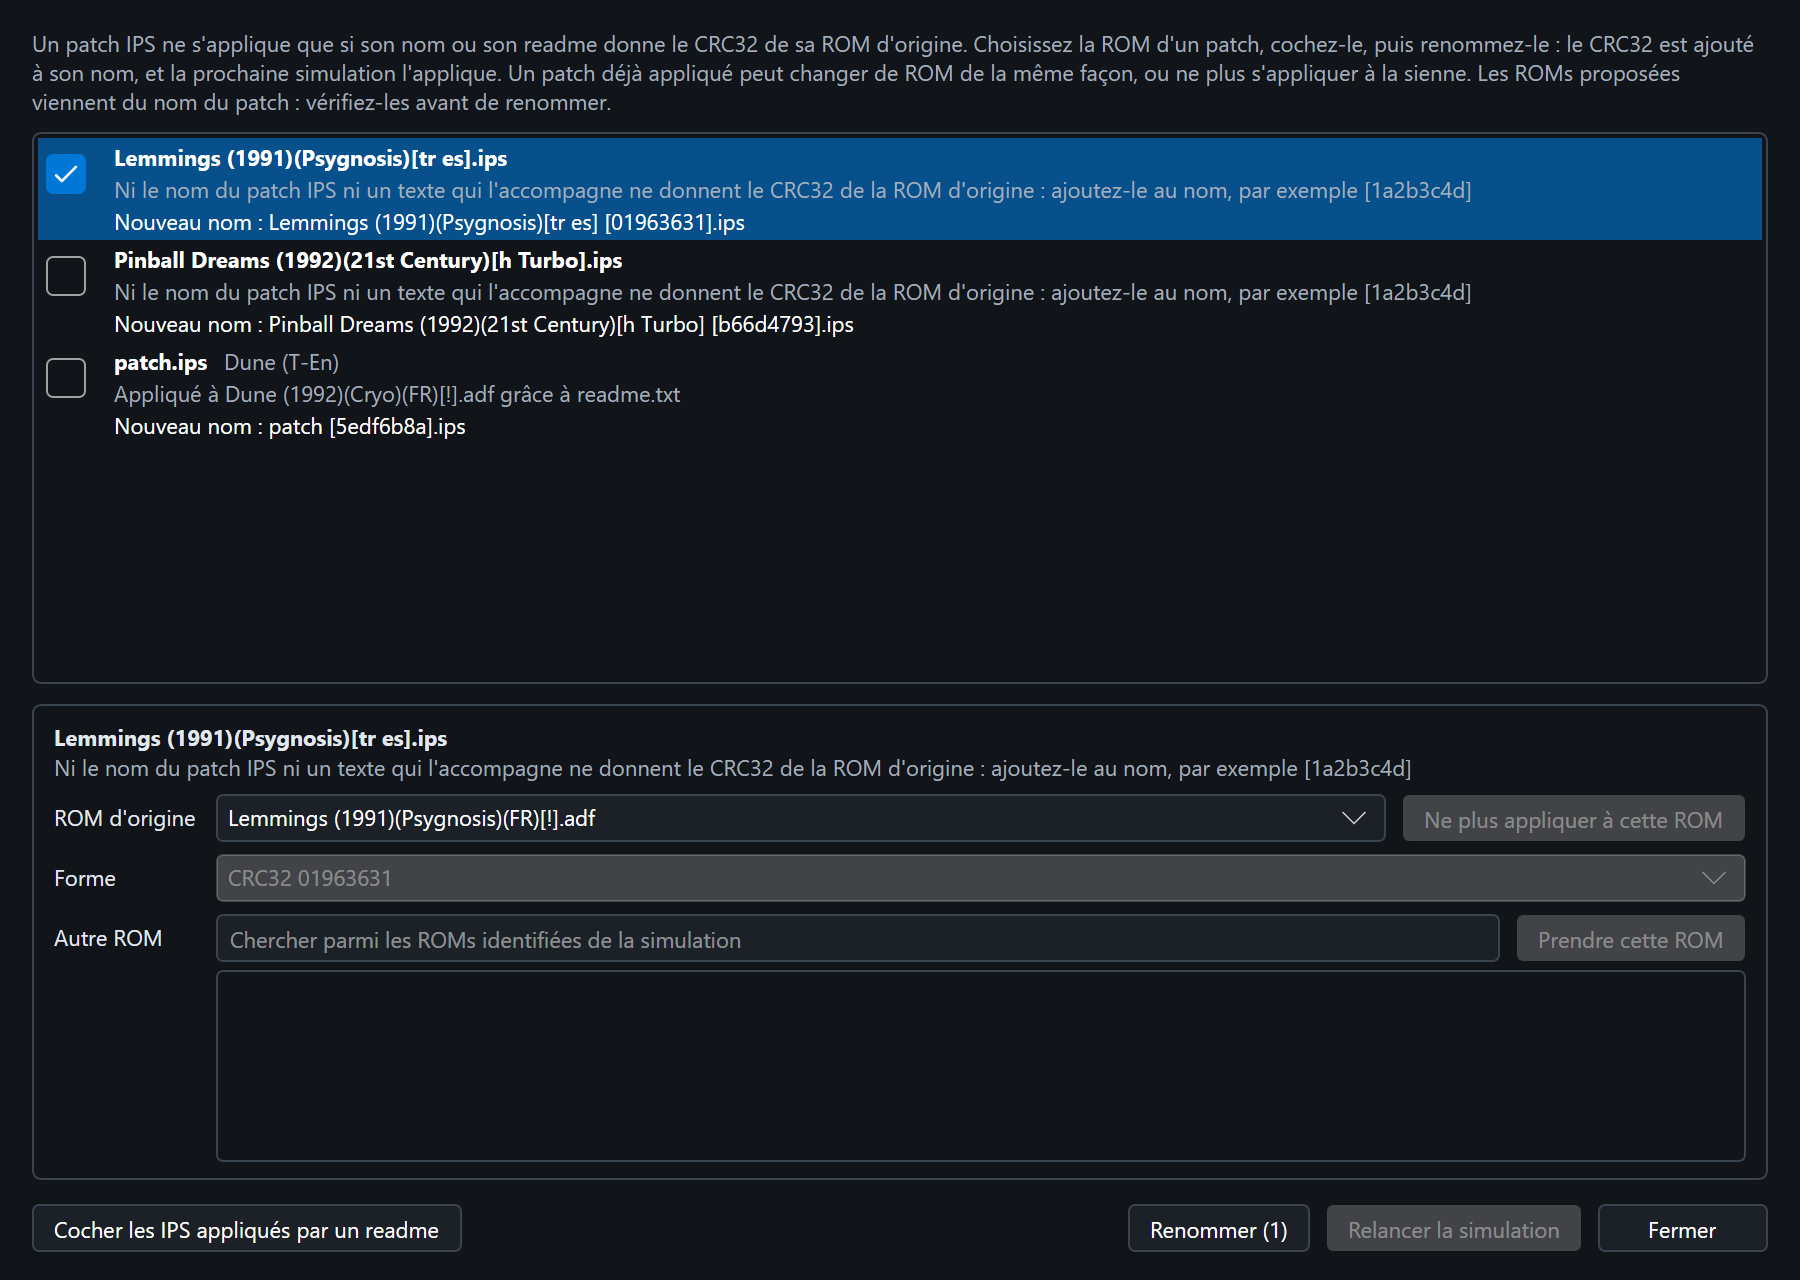 Un patch IPS ne s'applique que si son nom ou son readme donne le CRC32 de sa ROM d'origine. Choisissez la ROM d'un patch, cochez-le, puis renommez-le : le CRC32 est ajouté
à son nom, et la prochaine simulation l'applique. Un patch déjà appliqué peut changer de ROM de la même façon, ou ne plus s'appliquer à la sienne. Les ROMs proposées
viennent du nom du patch : vérifiez-les avant de renommer.
Lemmings (1991)(Psygnosis)[tr es].ips
Ni le nom du patch IPS ni un texte qui l'accompagne ne donnent le CRC32 de la ROM d'origine : ajoutez-le au nom, par exemple [1a2b3c4d]
Nouveau nom : Lemmings (1991)(Psygnosis)[tr es] [01963631].ips
Pinball Dreams (1992)(21st Century)[h Turbo].ips
Ni le nom du patch IPS ni un texte qui l'accompagne ne donnent le CRC32 de la ROM d'origine : ajoutez-le au nom, par exemple [1a2b3c4d]
Nouveau nom : Pinball Dreams (1992)(21st Century)[h Turbo] [b66d4793].ips
patch.ips Dune (T-En)
Appliqué à Dune (1992)(Cryo)(FR)[!].adf grâce à readme.txt
Nouveau nom : patch [5edf6b8a].ips
Lemmings (1991)(Psygnosis)[tr es].ips
Ni le nom du patch IPS ni un texte qui l'accompagne ne donnent le CRC32 de la ROM d'origine : ajoutez-le au nom, par exemple [1a2b3c4d]
ROM d'origine Lemmings (1991)(Psygnosis)(FR)[!].adf Ne plus appliquer à cette ROM
Forme CRC32 01963631
Autre ROM Chercher parmi les ROMs identifiées de la simulation Prendre cette ROM
Cocher les IPS appliqués par un readme Renommer (1) Relancer la simulation Fermer